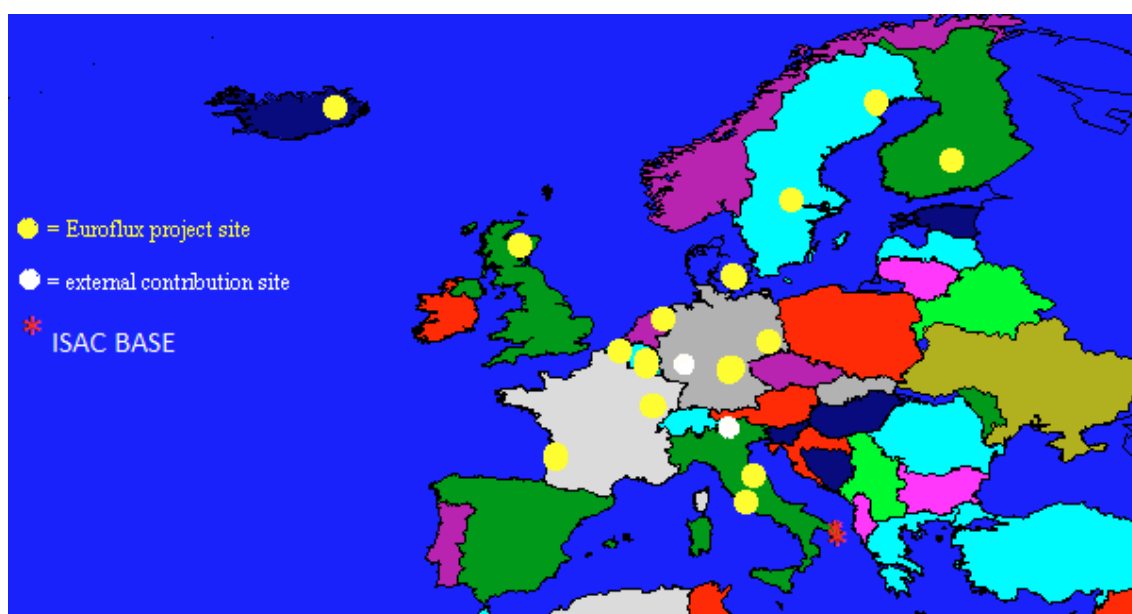 = Euroflux project site
= external contribution site
* ISAC BASE